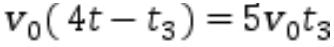 v₀( 4t − t₃ ) = 5v₀t₃